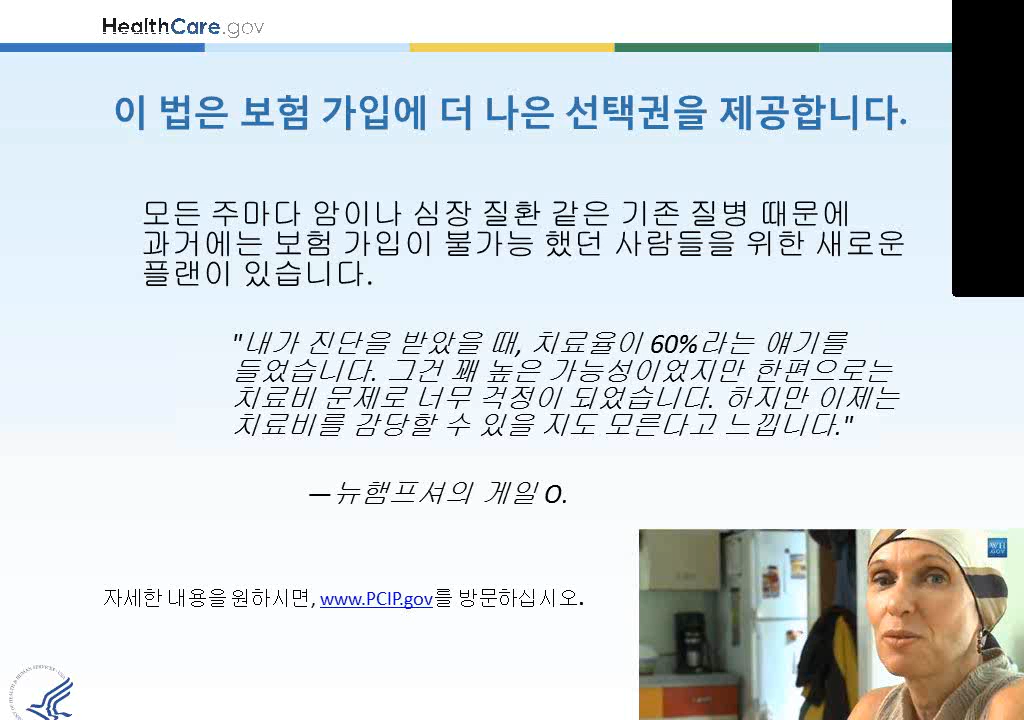 HealthCare.gov
이 법은 보험 가입에 더 나은 선택권을 제공합니다.
모든 주마다 암이나 심장 질환 같은 기존 질병 때문에
과거에는 보험 가입이 불가능 했던 사람들을 위한 새로운
플랜이 있습니다.
"내가 진단을 받았을 때, 치료율이 60%라는 얘기를
들었습니다. 그건 꽤 높은 가능성이었지만 한편으로는
치료비 문제로 너무 걱정이 되었습니다. 하지만 이제는
치료비를 감당할 수 있을 지도 모른다고 느낍니다."
—뉴햄프셔의 게일 O.
WH
.GOV
자세한 내용을 원하시면, www.PCIP.gov를 방문하십시오.